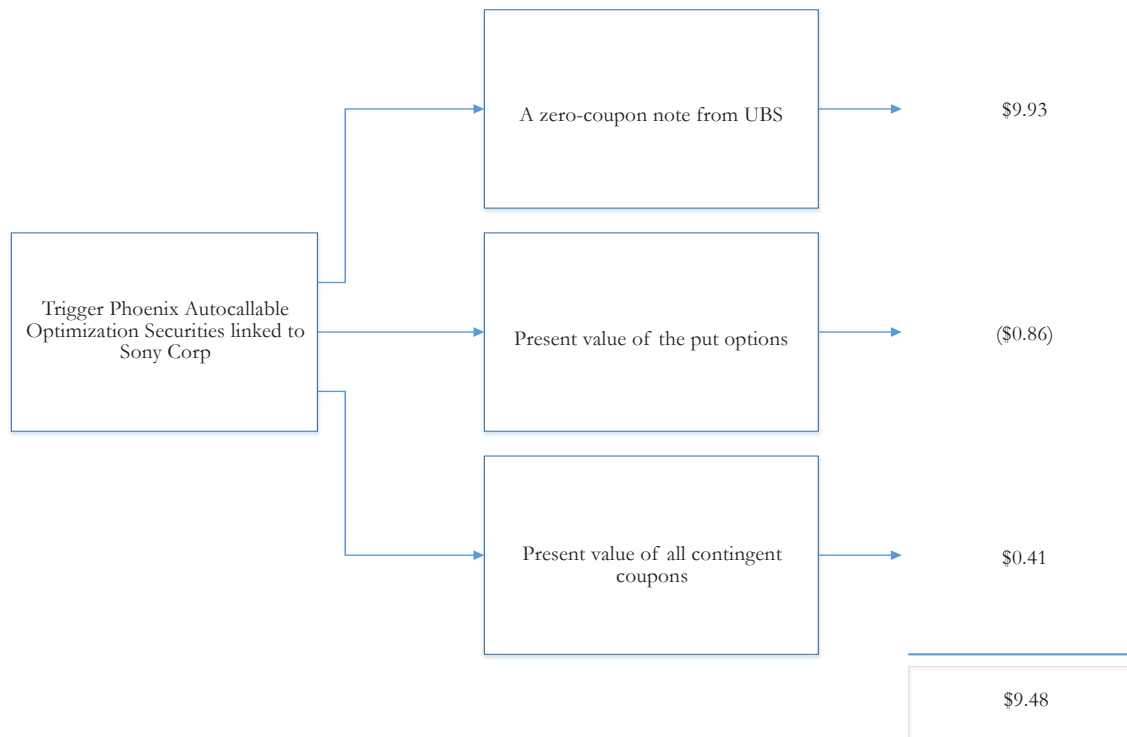 A zero-coupon note from UBS
$9.93
Trigger Phoenix Autocallable
Optimization Securities linked to
Sony Corp
Present value of the put options
($0.86)
Present value of all contingent
coupons
$0.41
$9.48